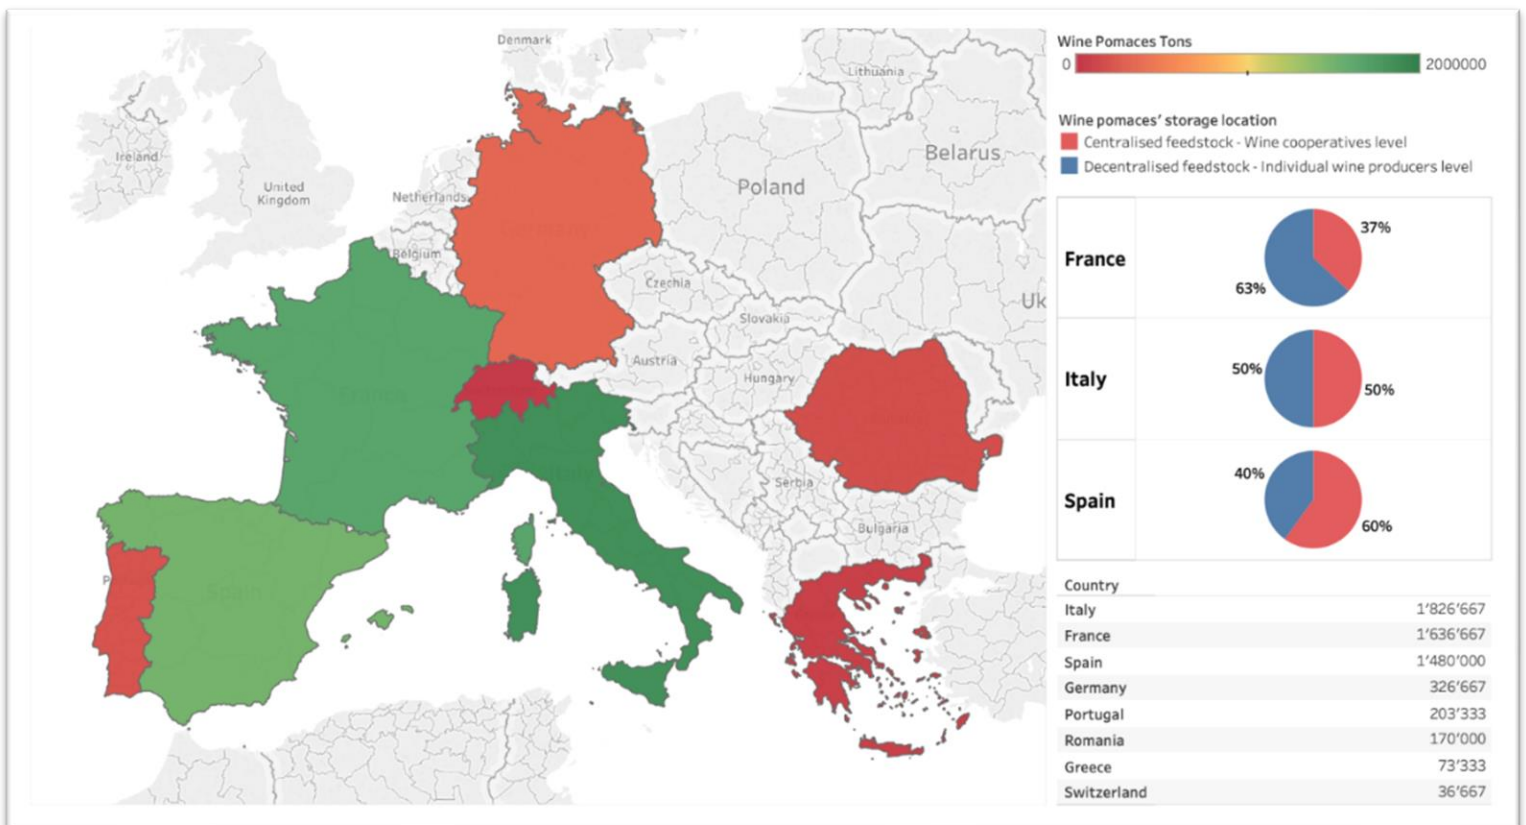 Denmark
Lithuania
Ireland
United
Kingdom
Netherlands
Belarus
Poland
Belgium
Czechia
Uk
Slovakia
Austria
Hungary
France
Italy
Serbia
Bulgaria
Spain
P
Wine Pomaces Tons
0 2000000
Wine pomaces’ storage location
Centralised feedstock - Wine cooperatives level
Decentralised feedstock - Individual wine producers level
France 63% 37%
Italy 50% 50%
Spain 40% 60%
Country
Italy 1’826’667
France 1’636’667
Spain 1’480’000
Germany 326’667
Portugal 203’333
Romania 170’000
Greece 73’333
Switzerland 36’667